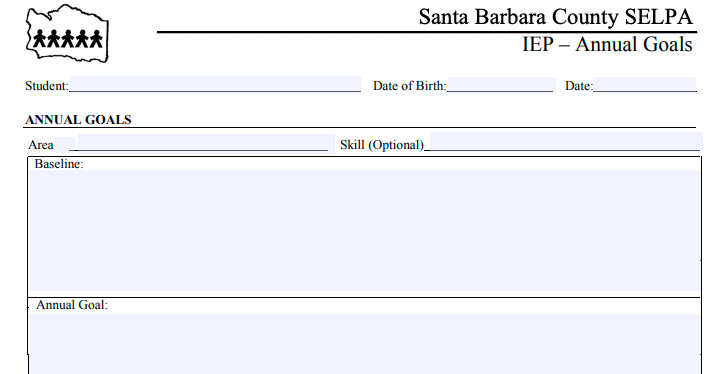 Santa Barbara County SELPA
IEP – Annual Goals
Student: Date of Birth: Date:
ANNUAL GOALS
Area Skill (Optional)
Baseline:
Annual Goal: